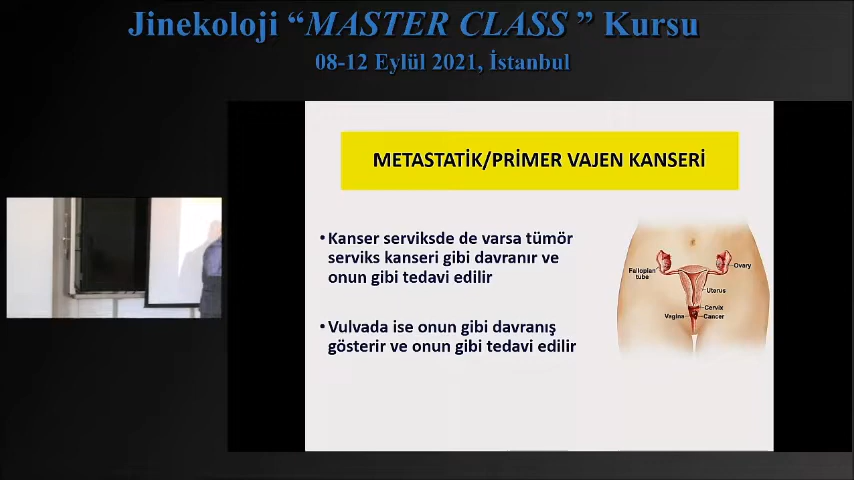 Jinekoloji “MASTER CLASS ” Kursu
08-12 Eylül 2021, İstanbul
METASTATİK/PRİMER VAJEN KANSERİ
• Kanser serviksde de varsa tümör
serviks kanseri gibi davranır ve
onun gibi tedavi edilir
• Vulvada ise onun gibi davranış
gösterir ve onun gibi tedavi edilir
Fallopian
tube
Ovary
Uterus
Cervix
Vagina
Cancer